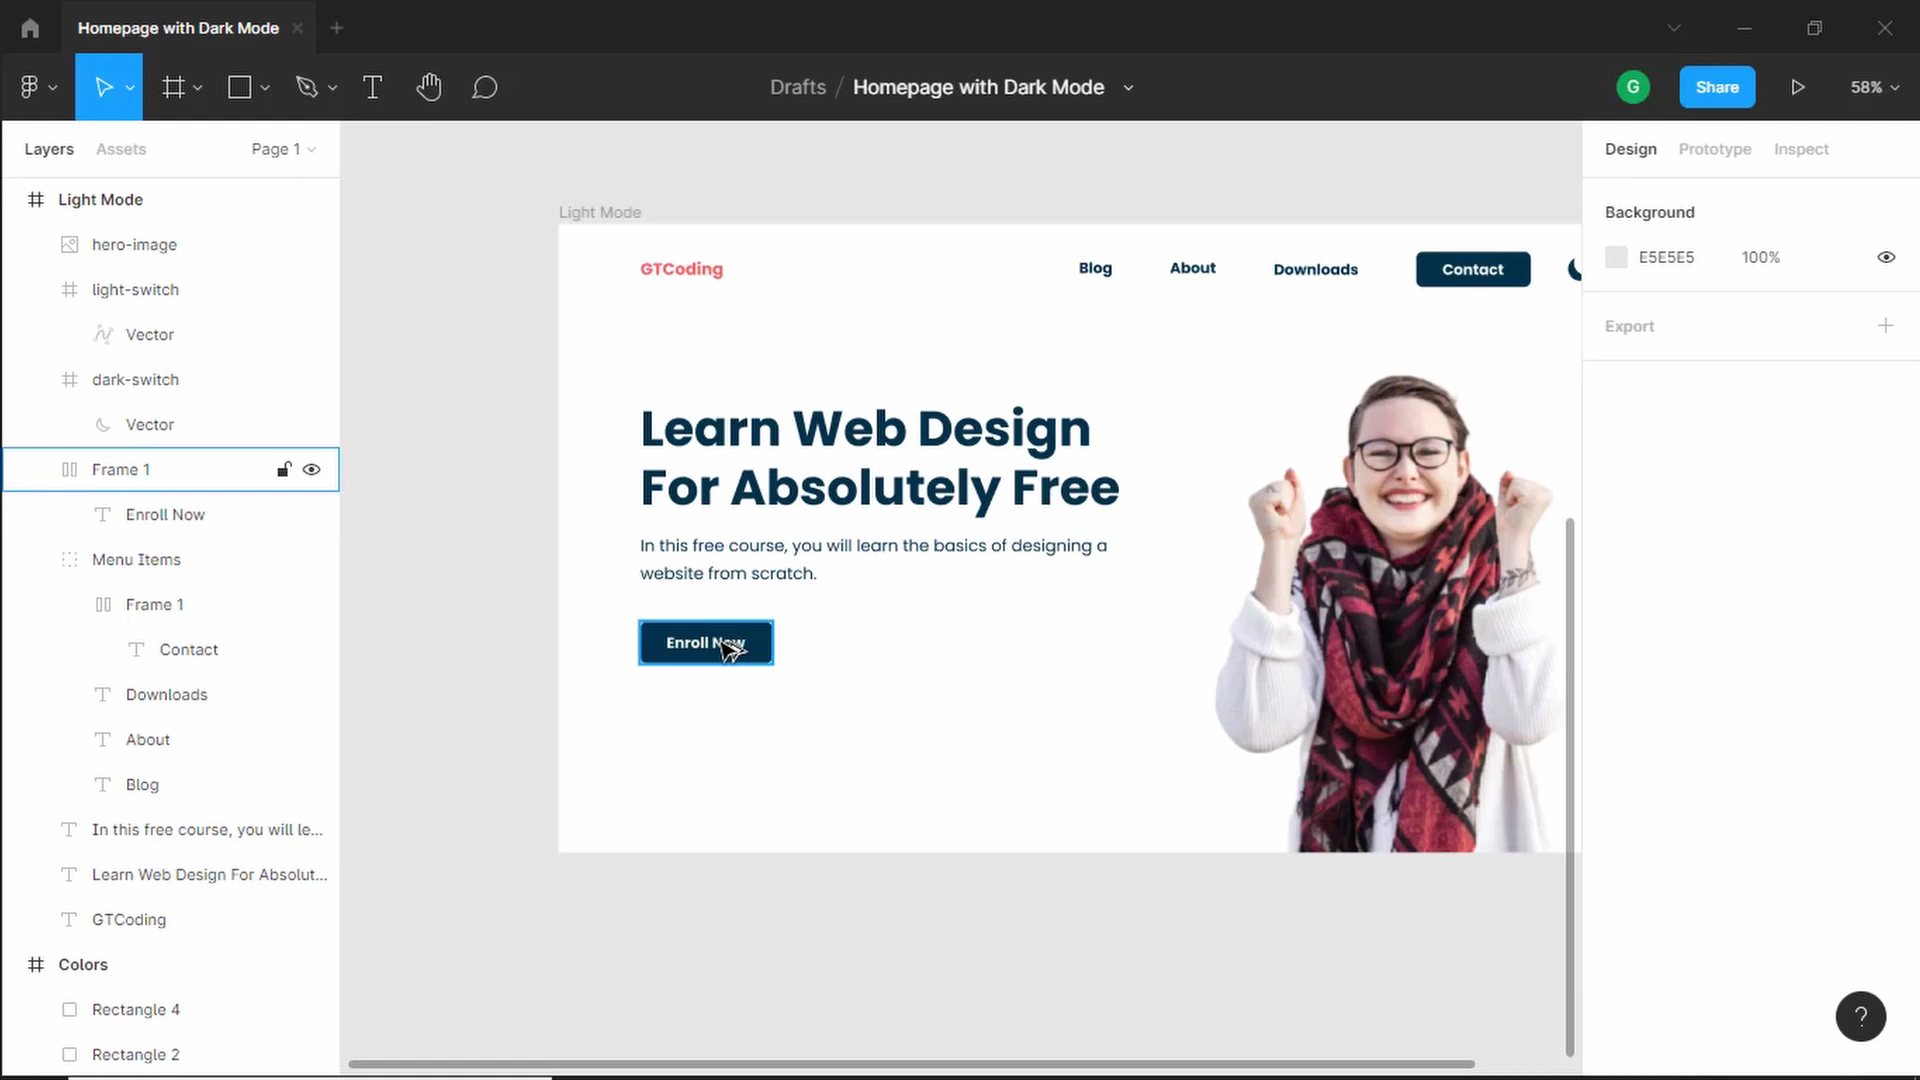 Homepage with Dark Mode
Drafts / Homepage with Dark Mode
G
Share
58%
Layers
Assets
Page 1
Light Mode
hero-image
light-switch
Vector
dark-switch
Vector
Frame 1
Enroll Now
Menu Items
Frame 1
Contact
Downloads
About
Blog
In this free course, you will le...
Learn Web Design For Absolut...
GTCoding
Colors
Rectangle 4
Rectangle 2
Light Mode
GTCoding
Blog
About
Downloads
Contact
Learn Web Design
For Absolutely Free
In this free course, you will learn the basics of designing a
website from scratch.
Enroll Now
Design
Prototype
Inspect
Background
E5E5E5
100%
Export
?